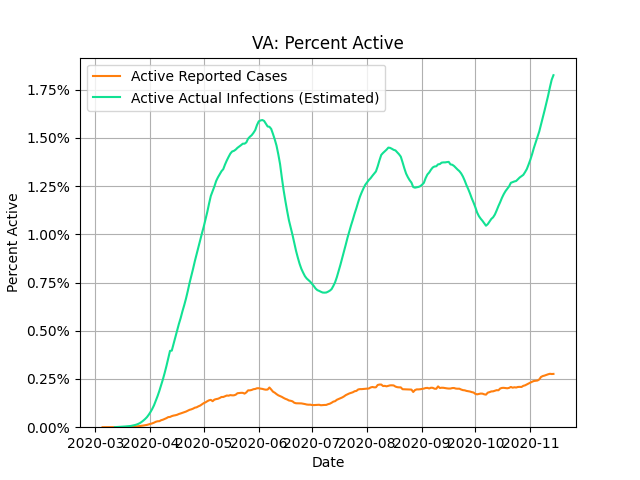 VA: Percent Active
Active Reported Cases
Active Actual Infections (Estimated)
Percent Active
1.75%
1.50%
1.25%
1.00%
0.75%
0.50%
0.25%
0.00%
2020-03 2020-04 2020-05 2020-06 2020-07 2020-08 2020-09 2020-10 2020-11
Date